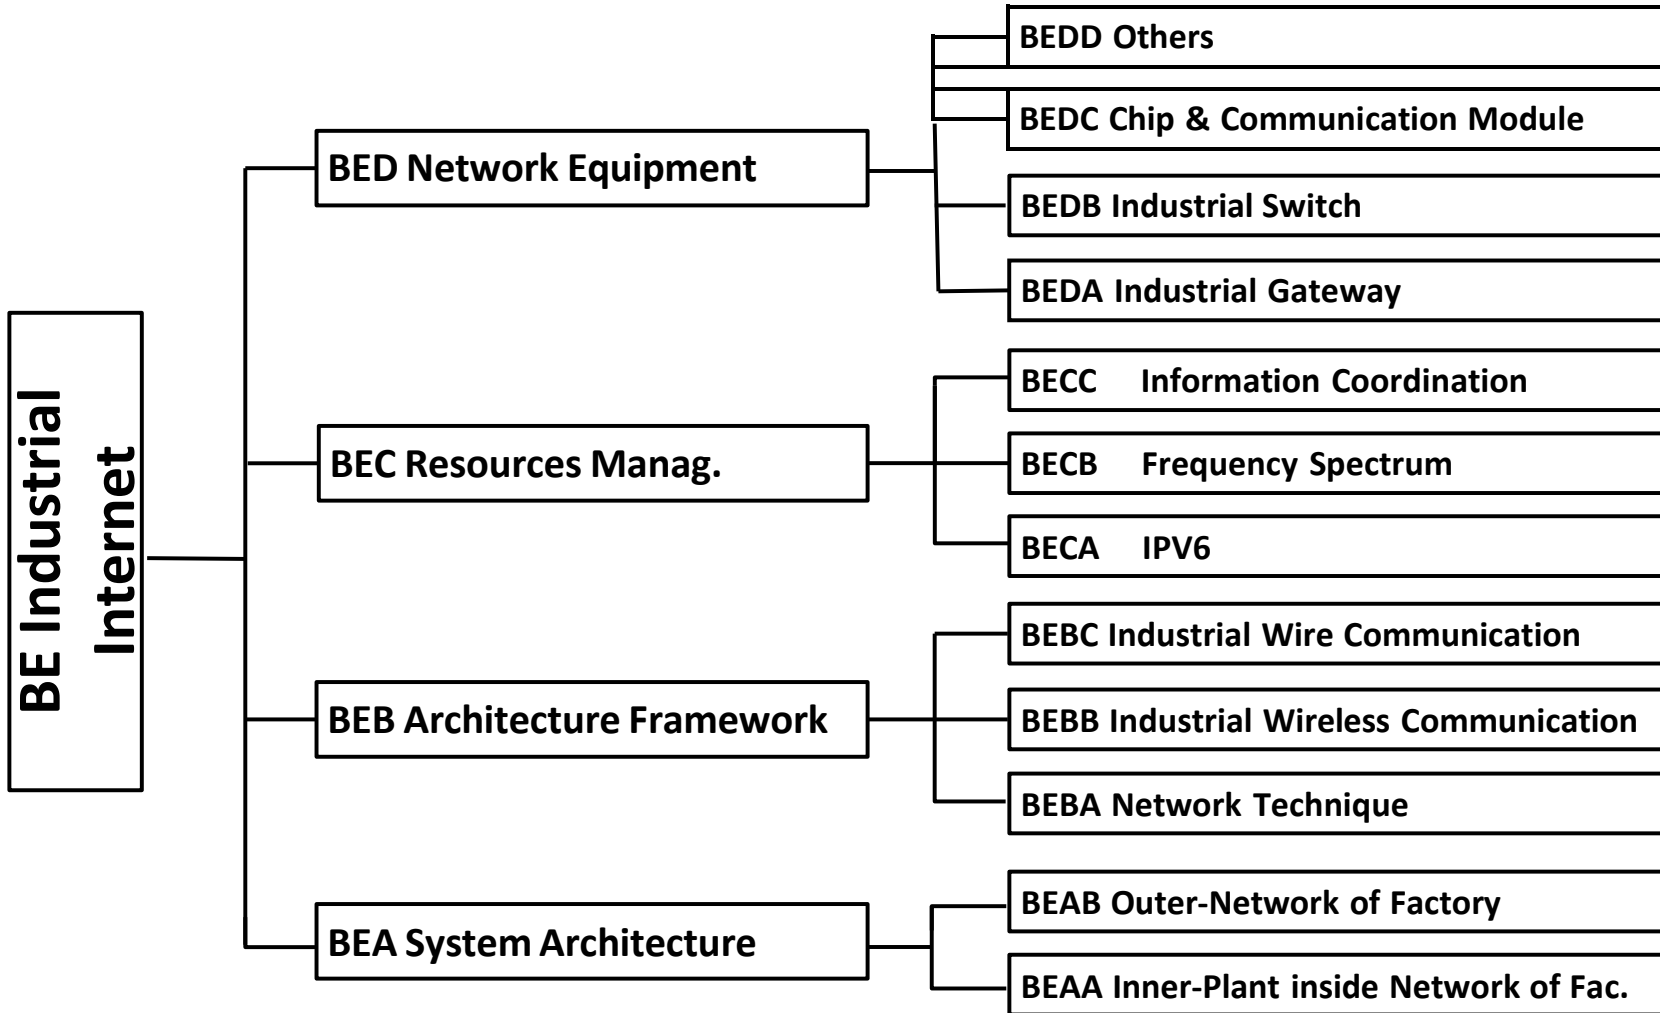 BE Industrial
Internet
BED Network Equipment
BEDD Others
BEDC Chip & Communication Module
BEDB Industrial Switch
BEDA Industrial Gateway
BEC Resources Manag.
BECC Information Coordination
BECB Frequency Spectrum
BECA IPV6
BEB Architecture Framework
BEBC Industrial Wire Communication
BEBB Industrial Wireless Communication
BEBA Network Technique
BEA System Architecture
BEAB Outer-Network of Factory
BEAA Inner-Plant inside Network of Fac.